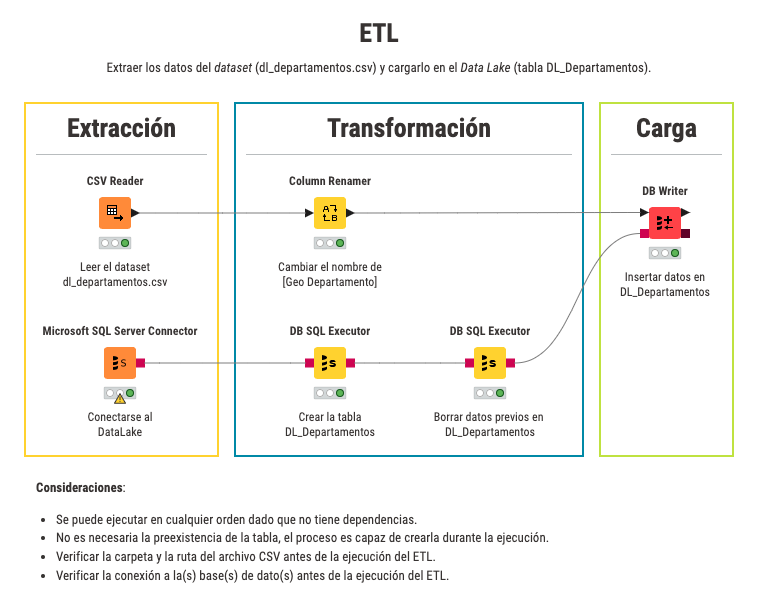 ETL
Extraer los datos del dataset (dl_departamentos.csv) y cargarlo en el Data Lake (tabla DL_Departamentos).
Extracción
CSV Reader
Leer el dataset
dl_departamentos.csv
Microsoft SQL Server Connector
S
Conectarse al
DataLake
Transformación
Column Renamer
A
B
Cambiar el nombre de
[Geo Departamento]
DB SQL Executor
s
Crear la tabla
DL_Departamentos
DB SQL Executor
s
Borrar datos previos en
DL_Departamentos
Carga
DB Writer
Insertar datos en
DL_Departamentos
Consideraciones:
• Se puede ejecutar en cualquier orden dado que no tiene dependencias.
• No es necesaria la preexistencia de la tabla, el proceso es capaz de crearla durante la ejecución.
• Verificar la carpeta y la ruta del archivo CSV antes de la ejecución del ETL.
• Verificar la conexión a la(s) base(s) de dato(s) antes de la ejecución del ETL.